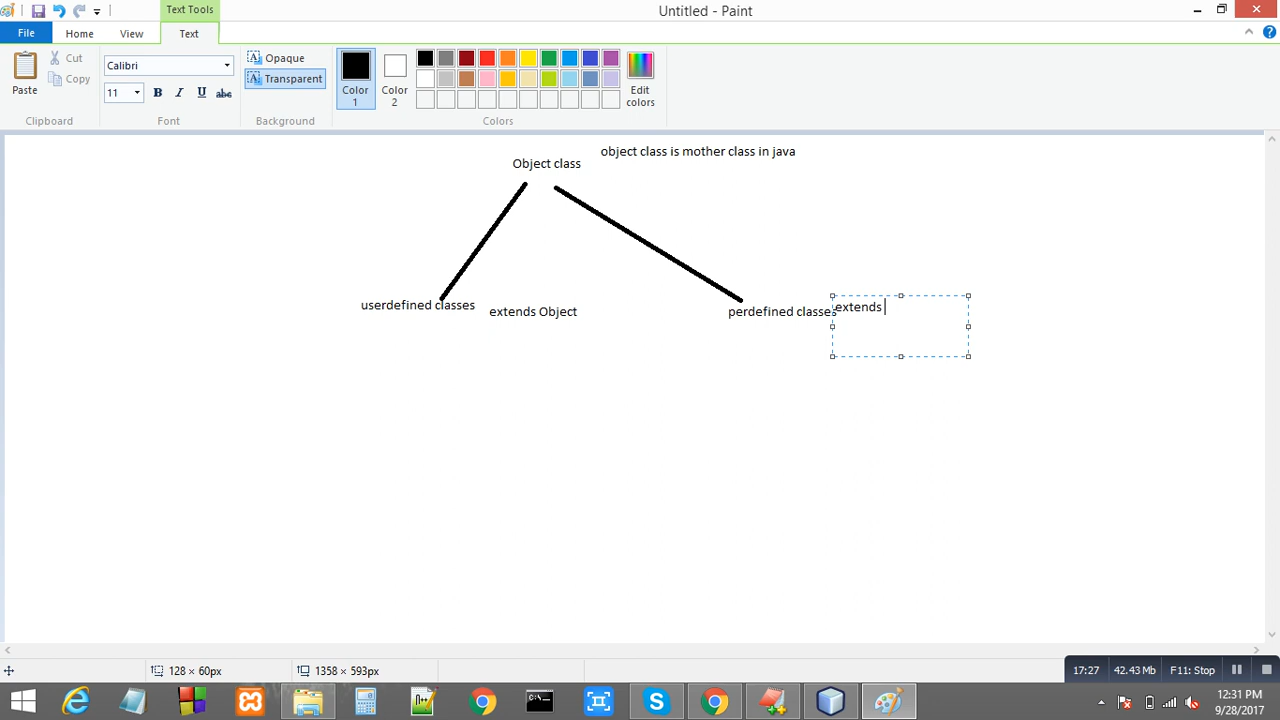 Untitled - Paint
Text Tools
File
Home
View
Text
Paste
Cut
Copy
Clipboard
Calibri
11
B I U abc
Font
Opaque
Transparent
Background
Color 1
Color 2
Edit colors
Colors
object class is mother class in java
Object class
userdefined classes
extends Object
perdefined classes
extends
128 × 60px
1358 × 593px
17:27
42.43 Mb
F11: Stop
12:31 PM
9/28/2017